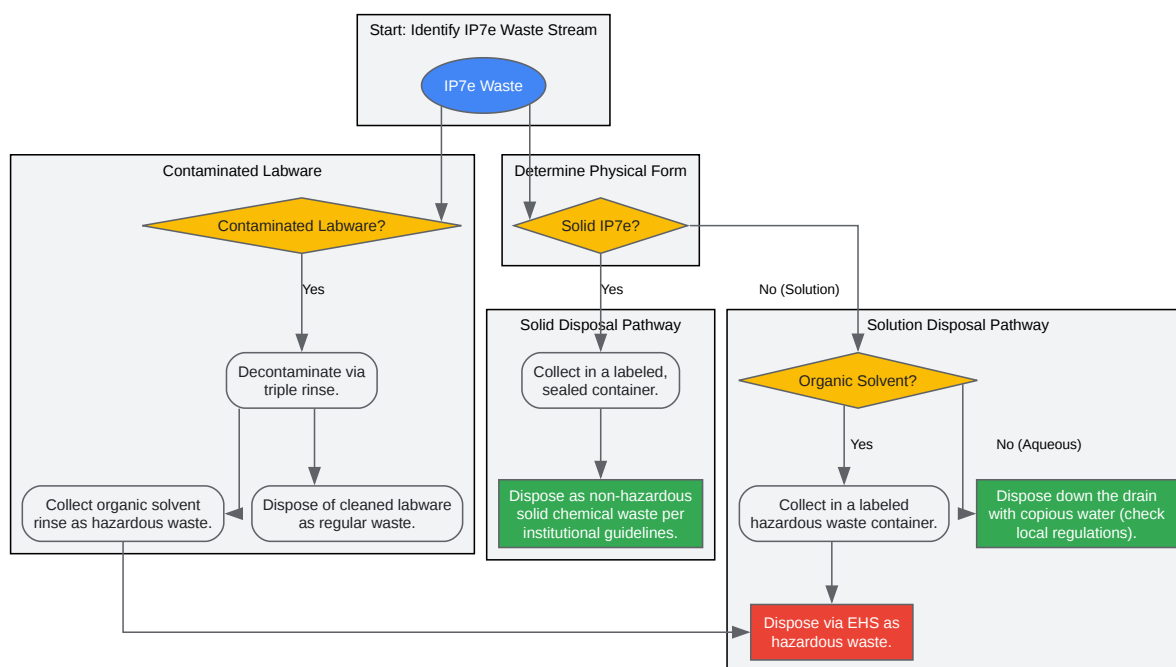 Start: Identify IP7e Waste Stream
IP7e Waste
Contaminated Labware
Contaminated Labware?
Yes
Decontaminate via
triple rinse.
Collect organic solvent
rinse as hazardous waste.
Dispose of cleaned labware
as regular waste.
Determine Physical Form
Solid IP7e?
Yes
No (Solution)
Solid Disposal Pathway
Collect in a labeled,
sealed container.
Dispose as non-hazardous
solid chemical waste per
institutional guidelines.
Solution Disposal Pathway
Organic Solvent?
Yes
No (Aqueous)
Collect in a labeled
hazardous waste container.
Dispose down the drain
with copious water (check
local regulations).
Dispose via EHS as
hazardous waste.